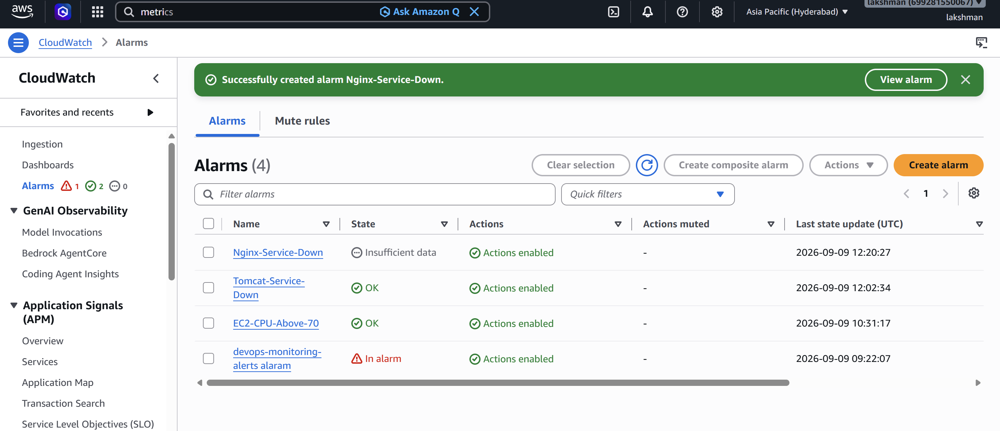 aws
metrics
Ask Amazon Q
Asia Pacific (Hyderabad)
lakshman (699281550067)
lakshman
CloudWatch
Alarms
CloudWatch
Favorites and recents
Ingestion
Dashboards
Alarms 1 2 0
GenAI Observability
Model Invocations
Bedrock AgentCore
Coding Agent Insights
Application Signals
(APM)
Overview
Services
Application Map
Transaction Search
Service Level Objectives (SLO)
Successfully created alarm Nginx-Service-Down.
View alarm
Alarms
Mute rules
Alarms (4)
Clear selection
Create composite alarm
Actions
Create alarm
Filter alarms
Quick filters
1
Name State Actions Actions muted Last state update (UTC)
Nginx-Service-Down Insufficient data Actions enabled - 2026-09-09 12:20:27
Tomcat-Service-
Down OK Actions enabled - 2026-09-09 12:02:34
EC2-CPU-Above-70 OK Actions enabled - 2026-09-09 10:31:17
devops-monitoring-
alerts alaram In alarm Actions enabled - 2026-09-09 09:22:07